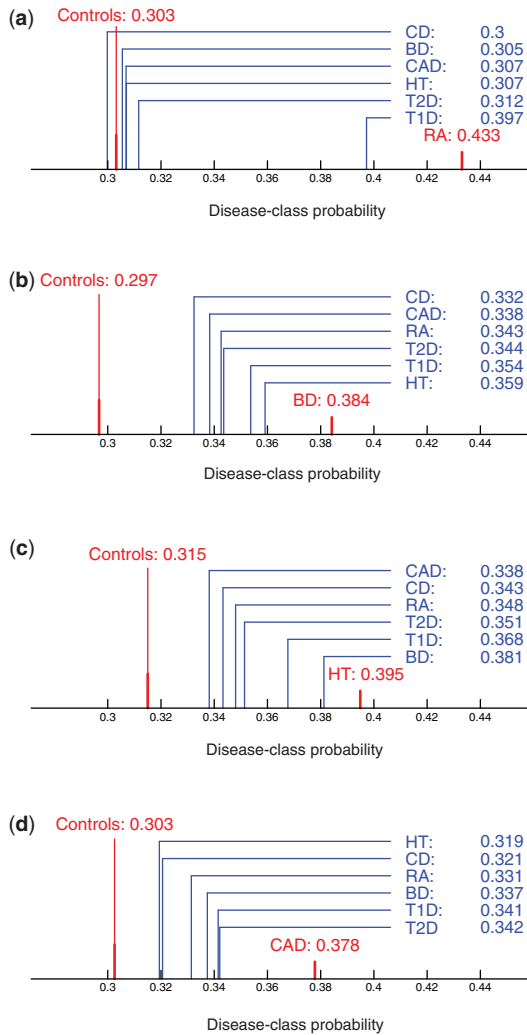 (a)
Controls: 0.303
CD: 0.3
BD: 0.305
CAD: 0.307
HT: 0.307
T2D: 0.312
T1D: 0.397
RA: 0.433
0.3 0.32 0.34 0.36 0.38 0.4 0.42 0.44
Disease-class probability
(b)
Controls: 0.297
CD: 0.332
CAD: 0.338
RA: 0.343
T2D: 0.344
T1D: 0.354
HT: 0.359
BD: 0.384
0.3 0.32 0.34 0.36 0.38 0.4 0.42 0.44
Disease-class probability
(c)
Controls: 0.315
CAD: 0.338
CD: 0.343
RA: 0.348
T2D: 0.351
T1D: 0.368
BD: 0.381
HT: 0.395
0.3 0.32 0.34 0.36 0.38 0.4 0.42 0.44
Disease-class probability
(d)
Controls: 0.303
HT: 0.319
CD: 0.321
RA: 0.331
BD: 0.337
T1D: 0.341
T2D 0.342
CAD: 0.378
0.3 0.32 0.34 0.36 0.38 0.4 0.42 0.44
Disease-class probability